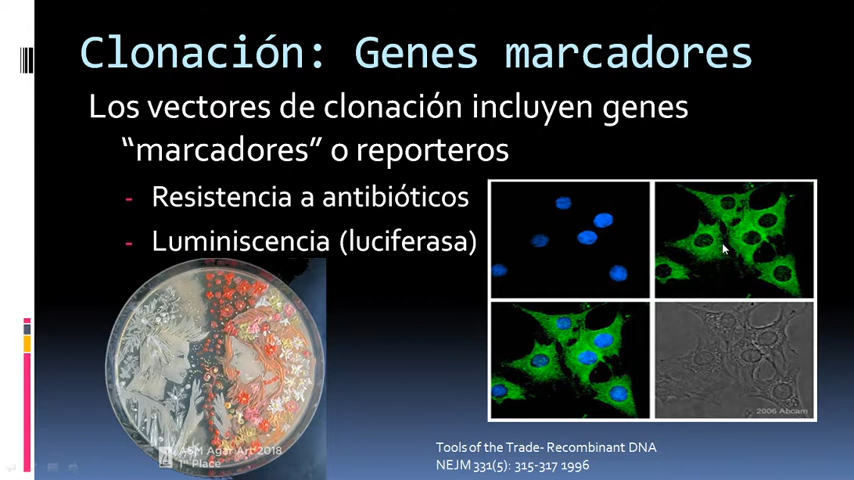 Clonación: Genes marcadores
Los vectores de clonación incluyen genes
“marcadores” o reporteros
- Resistencia a antibióticos
- Luminiscencia (luciferasa)
2006 Abcam
ASM Agar Art 2018
1st Place
Tools of the Trade- Recombinant DNA
NEJM 331(5): 315-317 1996